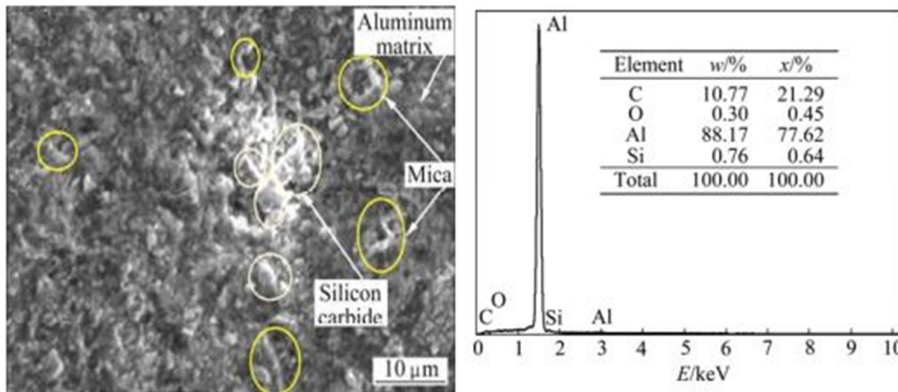 Aluminum
matrix
Mica
Silicon
carbide
10 μm
Al
Element w/% x/%
C 10.77 21.29
O 0.30 0.45
Al 88.17 77.62
Si 0.76 0.64
Total 100.00 100.00
O
C Si Al
0 1 2 3 4 5 6 7 8 9 10
E/keV